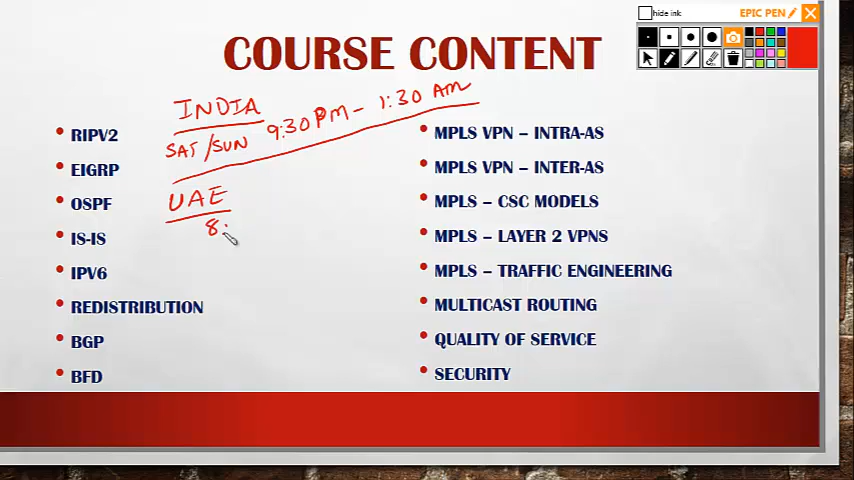 hide ink
EPIC PEN
COURSE CONTENT
INDIA
SAT/SUN 9:30 PM - 1:30 AM
UAE
8:
• RIPV2
• EIGRP
• OSPF
• IS-IS
• IPV6
• REDISTRIBUTION
• BGP
• BFD
• MPLS VPN – INTRA-AS
• MPLS VPN – INTER-AS
• MPLS – CSC MODELS
• MPLS – LAYER 2 VPNS
• MPLS – TRAFFIC ENGINEERING
• MULTICAST ROUTING
• QUALITY OF SERVICE
• SECURITY